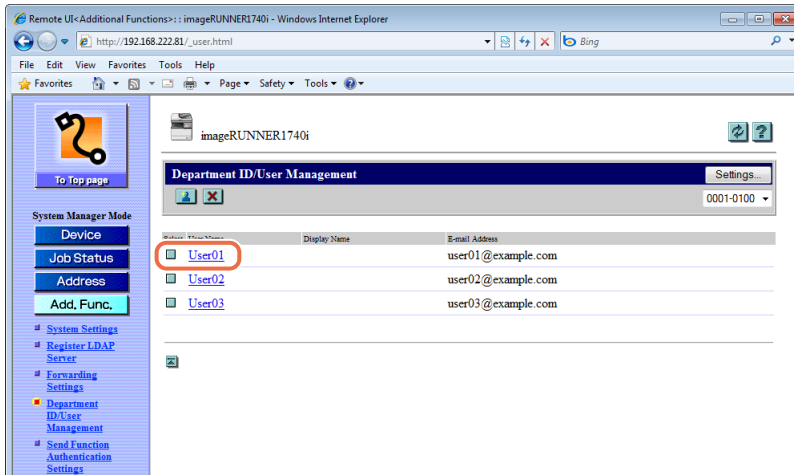 Remote UI<Additional Functions>: : imageRUNNER1740i - Windows Internet Explorer
http://192.168.222.81/_user.html
Bing
File Edit View Favorites Tools Help
Favorites Page Safety Tools
imageRUNNER1740i
To Top page
Department ID/User Management Settings...
0001-0100
System Manager Mode
Device
Job Status
Address
Add. Func.
Select User Name Display Name E-mail Address
User01 user01@example.com
User02 user02@example.com
User03 user03@example.com
System Settings
Register LDAP
Server
Forwarding
Settings
Department
ID/User
Management
Send Function
Authentication
Settings